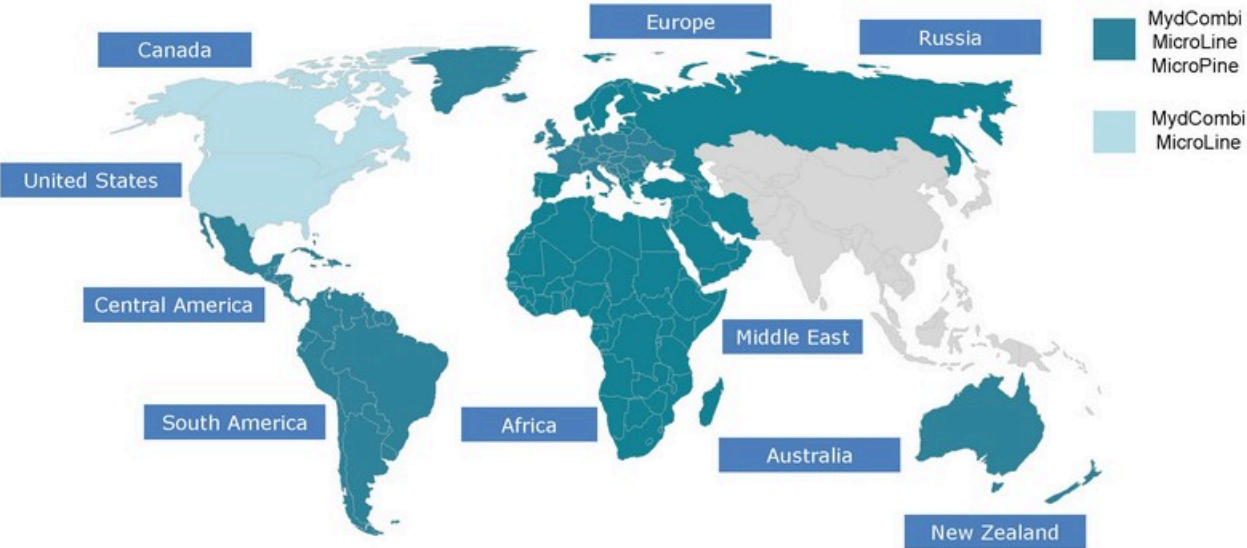 Europe
Russia
Canada
United States
Central America
South America
Africa
Middle East
Australia
New Zealand
MydCombi
MicroLine
MicroPine
MydCombi
MicroLine